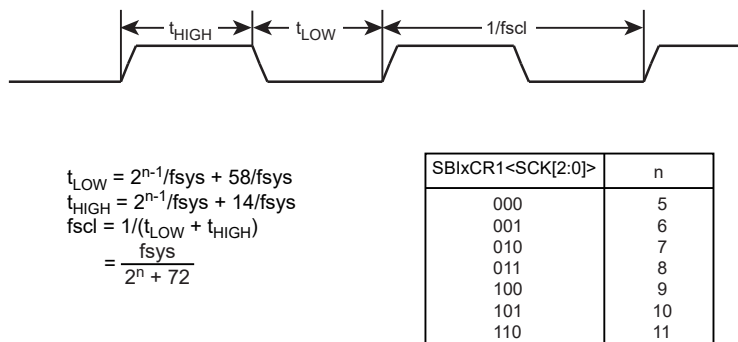 tHIGH tLOW 1/fscl
tLOW = 2n-1/fsys + 58/fsys
tHIGH = 2n-1/fsys + 14/fsys
fscl = 1/(tLOW + tHIGH)
= fsys
2n + 72
SBIxCR1<SCK[2:0]> n
000 5
001 6
010 7
011 8
100 9
101 10
110 11